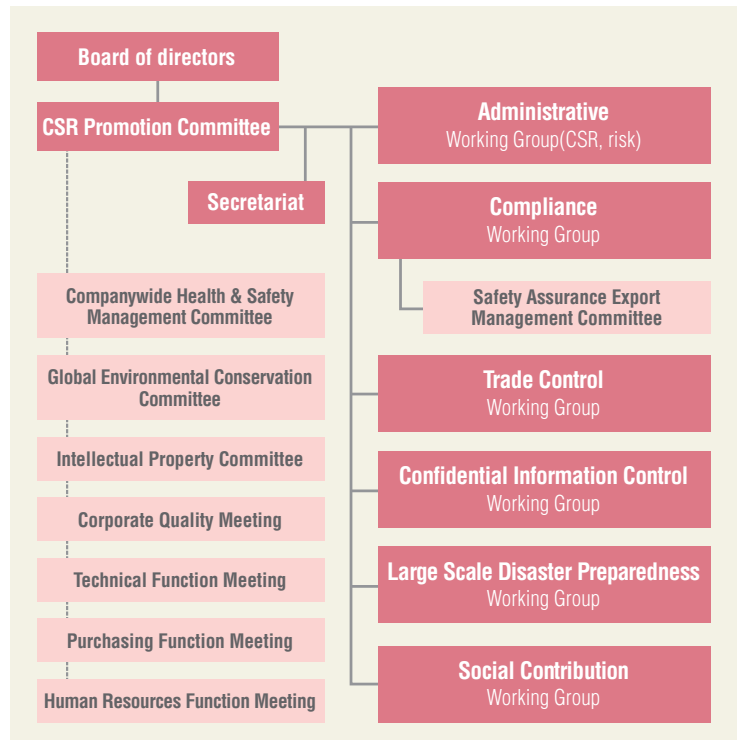 Board of directors
CSR Promotion Committee
Secretariat
Companywide Health & Safety
Management Committee
Global Environmental Conservation
Committee
Intellectual Property Committee
Corporate Quality Meeting
Technical Function Meeting
Purchasing Function Meeting
Human Resources Function Meeting
Administrative
Working Group(CSR, risk)
Compliance
Working Group
Safety Assurance Export
Management Committee
Trade Control
Working Group
Confidential Information Control
Working Group
Large Scale Disaster Preparedness
Working Group
Social Contribution
Working Group